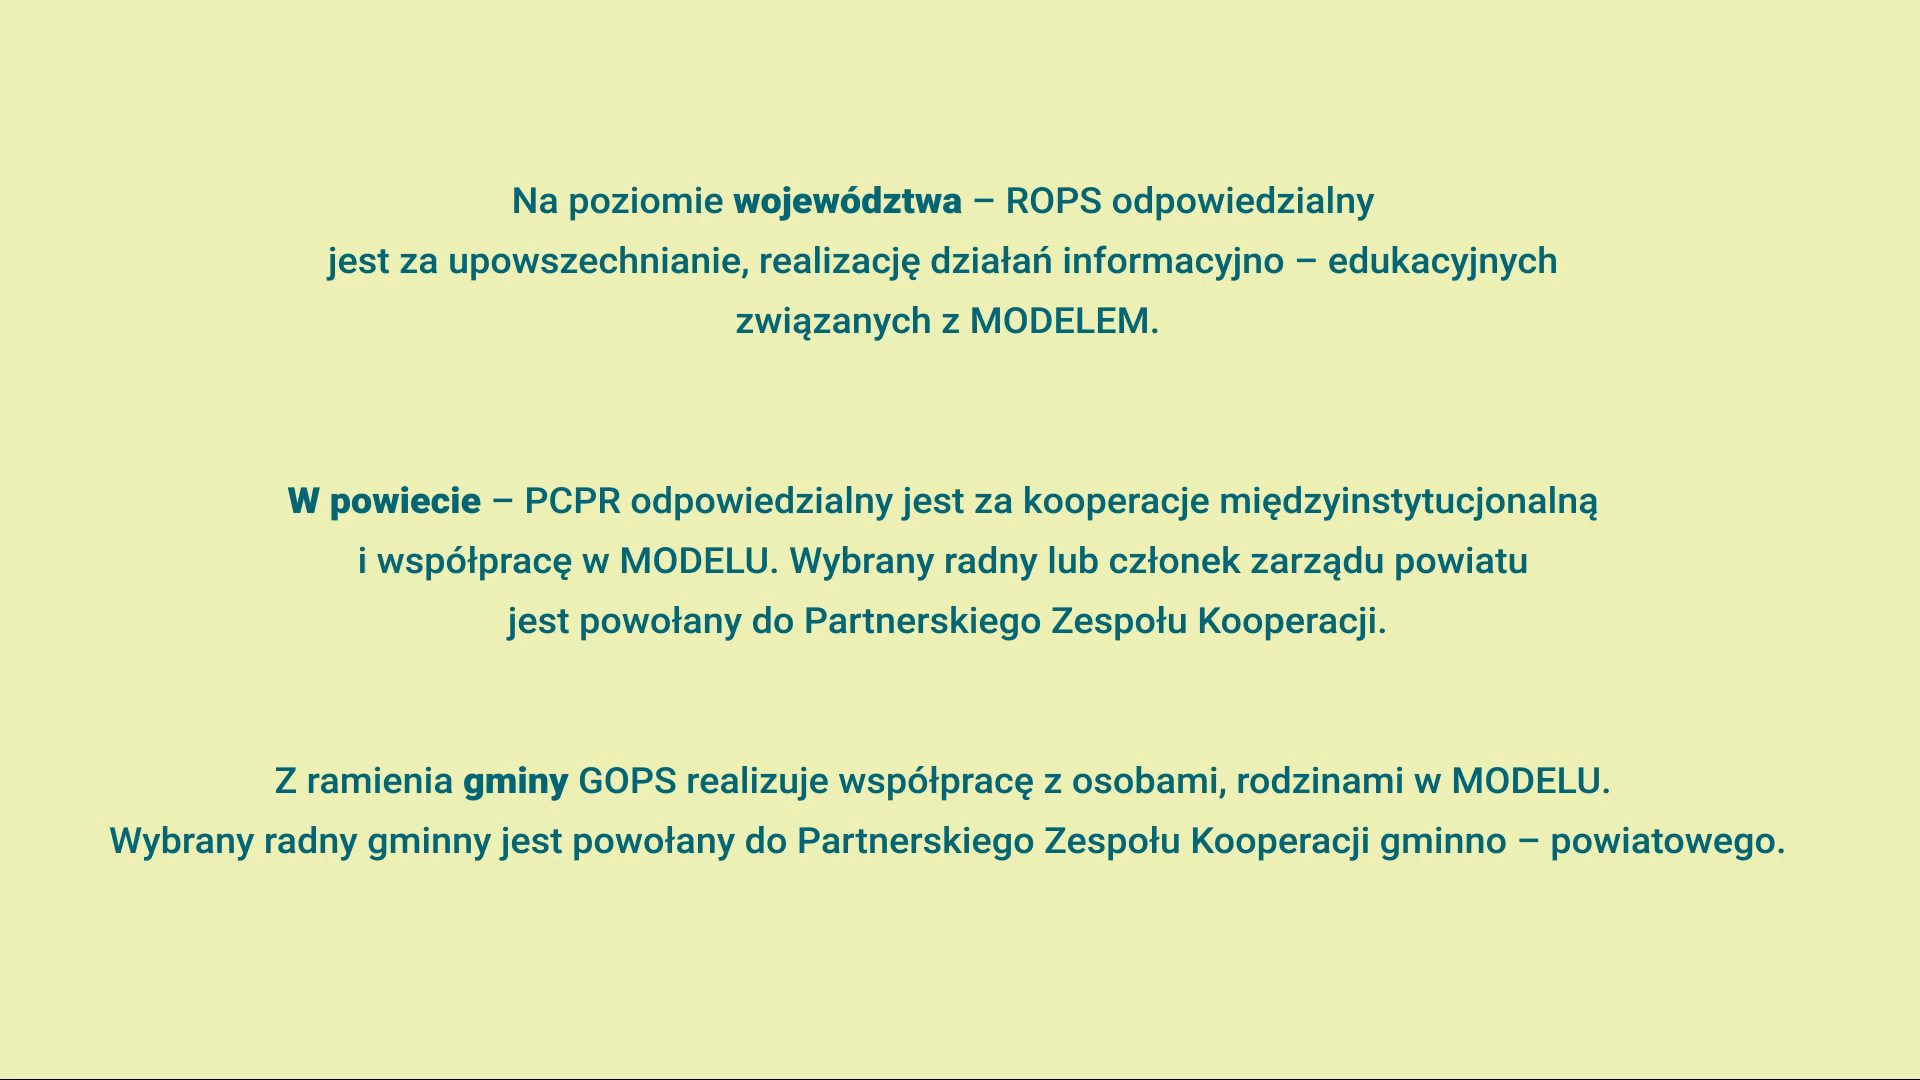 Na poziomie województwa – ROPS odpowiedzialny
jest za upowszechnianie, realizację działań informacyjno – edukacyjnych
związanych z MODELEM.
W powiecie – PCPR odpowiedzialny jest za kooperacje międzyinstytucjonalną
i współpracę w MODELU. Wybrany radny lub członek zarządu powiatu
jest powołany do Partnerskiego Zespołu Kooperacji.
Z ramienia gminy GOPS realizuje współpracę z osobami, rodzinami w MODELU.
Wybrany radny gminny jest powołany do Partnerskiego Zespołu Kooperacji gminno – powiatowego.